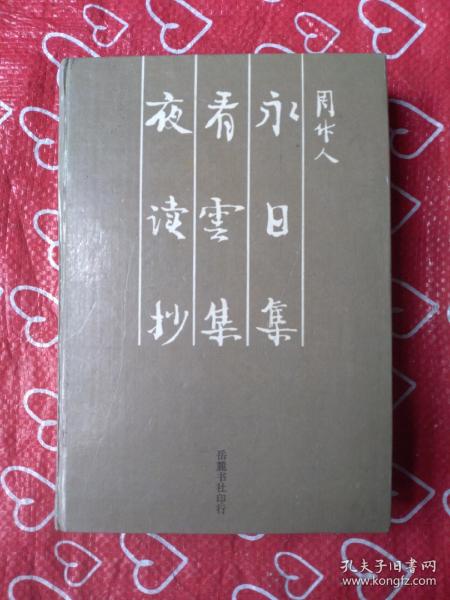 周作人
永日集
看雲集
夜读抄
岳麓书社印行
孔夫子旧书网
www.kongfz.com